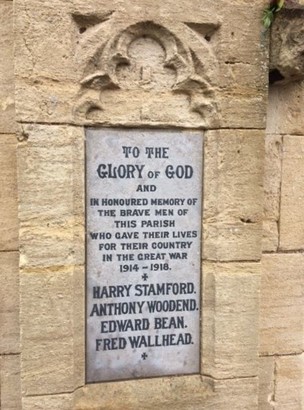 TO THE
GLORY OF GOD
AND
IN HONOURED MEMORY OF
THE BRAVE MEN OF
THIS PARISH
WHO GAVE THEIR LIVES
FOR THEIR COUNTRY
IN THE GREAT WAR
1914 - 1918.
HARRY STAMFORD.
ANTHONY WOODEND.
EDWARD BEAN.
FRED WALLHEAD.